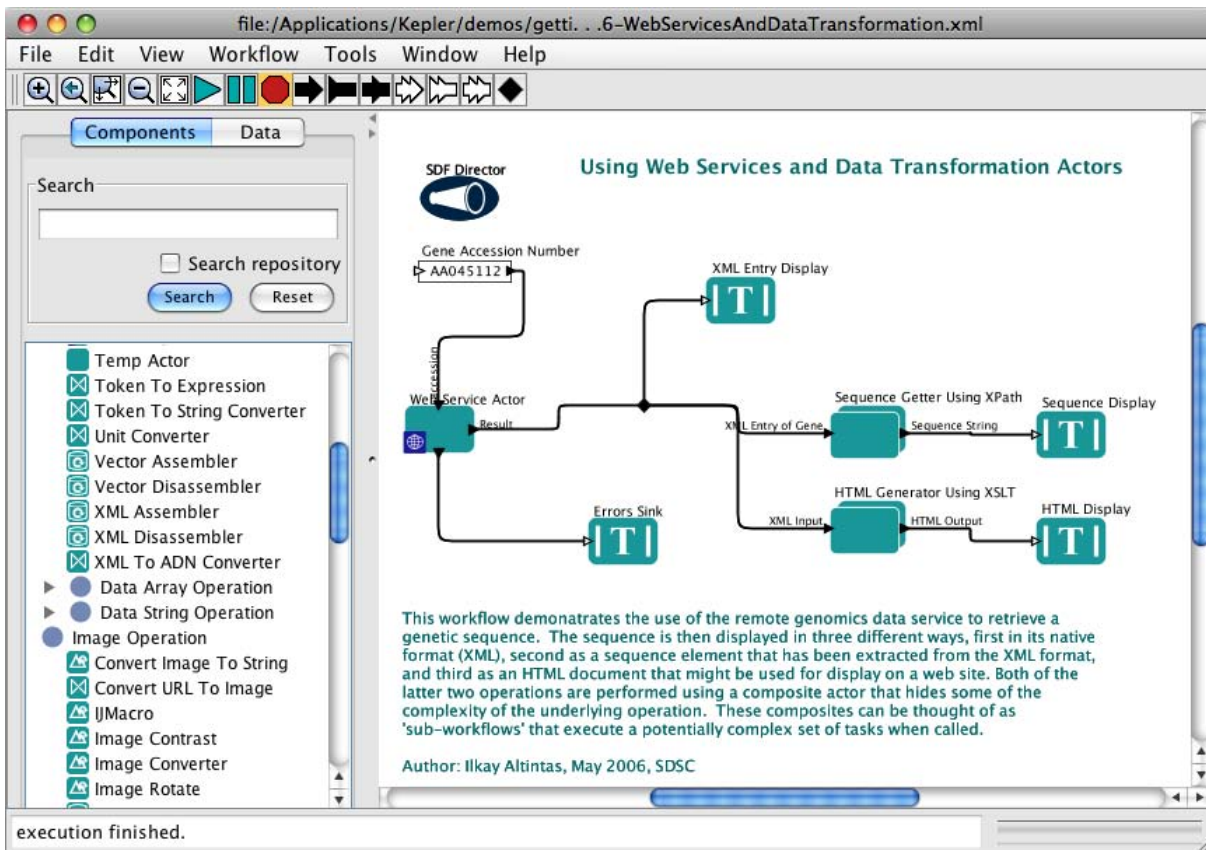 file:/Applications/Kepler/demos/getti. . .6-WebServicesAndDataTransformation.xml
File Edit View Workflow Tools Window Help
Components Data
Search
Search repository
Search Reset
Temp Actor
Token To Expression
Token To String Converter
Unit Converter
Vector Assembler
Vector Disassembler
XML Assembler
XML Disassembler
XML To ADN Converter
Data Array Operation
Data String Operation
Image Operation
Convert Image To String
Convert URL To Image
IJMacro
Image Contrast
Image Converter
Image Rotate
Using Web Services and Data Transformation Actors
SDF Director
Gene Accession Number
AA045112
XML Entry Display
T
Accession
Web Service Actor
Result
XML Entry of Gene
Sequence Getter Using XPath
Sequence String
Sequence Display
T
XML Input
HTML Generator Using XSLT
HTML Output
HTML Display
T
Errors Sink
T
This workflow demonatrates the use of the remote genomics data service to retrieve a
genetic sequence. The sequence is then displayed in three different ways, first in its native
format (XML), second as a sequence element that has been extracted from the XML format,
and third as an HTML document that might be used for display on a web site. Both of the
latter two operations are performed using a composite actor that hides some of the
complexity of the underlying operation. These composites can be thought of as
'sub-workflows' that execute a potentially complex set of tasks when called.
Author: Ilkay Altintas, May 2006, SDSC
execution finished.